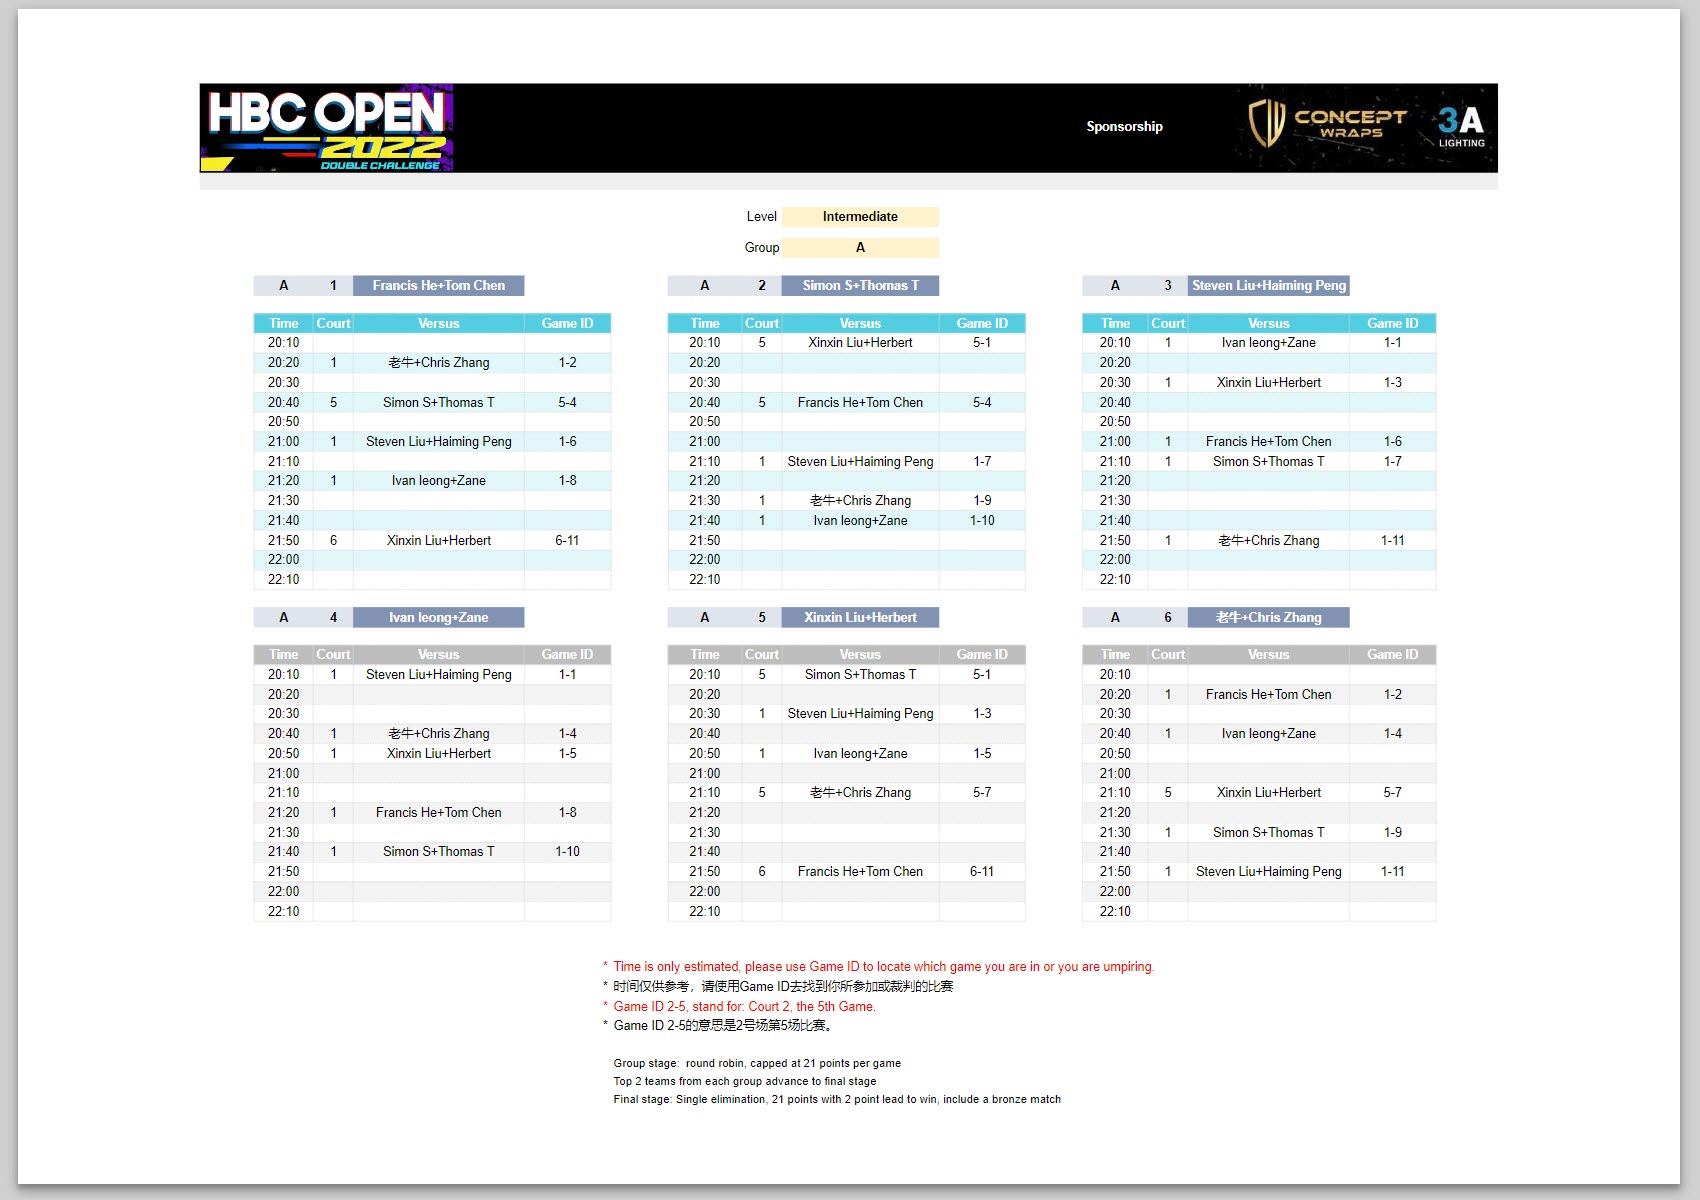 HBC OPEN
2022
DOUBLE CHALLENGE
Sponsorship
CONCEPT
WRAPS
3A
LIGHTING
Level Intermediate
Group A
A 1 Francis He+Tom Chen
Time Court Versus Game ID
20:10
20:20 1 老牛+Chris Zhang 1-2
20:30
20:40 5 Simon S+Thomas T 5-4
20:50
21:00 1 Steven Liu+Haiming Peng 1-6
21:10
21:20 1 Ivan Ieong+Zane 1-8
21:30
21:40
21:50 6 Xinxin Liu+Herbert 6-11
22:00
22:10
A 2 Simon S+Thomas T
Time Court Versus Game ID
20:10 5 Xinxin Liu+Herbert 5-1
20:20
20:30
20:40 5 Francis He+Tom Chen 5-4
20:50
21:00
21:10 1 Steven Liu+Haiming Peng 1-7
21:20
21:30 1 老牛+Chris Zhang 1-9
21:40 1 Ivan Ieong+Zane 1-10
21:50
22:00
22:10
A 3 Steven Liu+Haiming Peng
Time Court Versus Game ID
20:10 1 Ivan Ieong+Zane 1-1
20:20
20:30 1 Xinxin Liu+Herbert 1-3
20:40
20:50
21:00 1 Francis He+Tom Chen 1-6
21:10 1 Simon S+Thomas T 1-7
21:20
21:30
21:40
21:50 1 老牛+Chris Zhang 1-11
22:00
22:10
A 4 Ivan Ieong+Zane
Time Court Versus Game ID
20:10 1 Steven Liu+Haiming Peng 1-1
20:20
20:30
20:40 1 老牛+Chris Zhang 1-4
20:50 1 Xinxin Liu+Herbert 1-5
21:00
21:10
21:20 1 Francis He+Tom Chen 1-8
21:30
21:40 1 Simon S+Thomas T 1-10
21:50
22:00
22:10
A 5 Xinxin Liu+Herbert
Time Court Versus Game ID
20:10 5 Simon S+Thomas T 5-1
20:20
20:30 1 Steven Liu+Haiming Peng 1-3
20:40
20:50 1 Ivan Ieong+Zane 1-5
21:00
21:10 5 老牛+Chris Zhang 5-7
21:20
21:30
21:40
21:50 6 Francis He+Tom Chen 6-11
22:00
22:10
A 6 老牛+Chris Zhang
Time Court Versus Game ID
20:10
20:20 1 Francis He+Tom Chen 1-2
20:30
20:40 1 Ivan Ieong+Zane 1-4
20:50
21:00
21:10 5 Xinxin Liu+Herbert 5-7
21:20
21:30 1 Simon S+Thomas T 1-9
21:40
21:50 1 Steven Liu+Haiming Peng 1-11
22:00
22:10
* Time is only estimated, please use Game ID to locate which game you are in or you are umpiring.
* 时间仅供参考，请使用Game ID去找到你所参加或裁判的比赛
* Game ID 2-5, stand for: Court 2, the 5th Game.
* Game ID 2-5的意思是2号场第5场比赛。
Group stage: round robin, capped at 21 points per game
Top 2 teams from each group advance to final stage
Final stage: Single elimination, 21 points with 2 point lead to win, include a bronze match